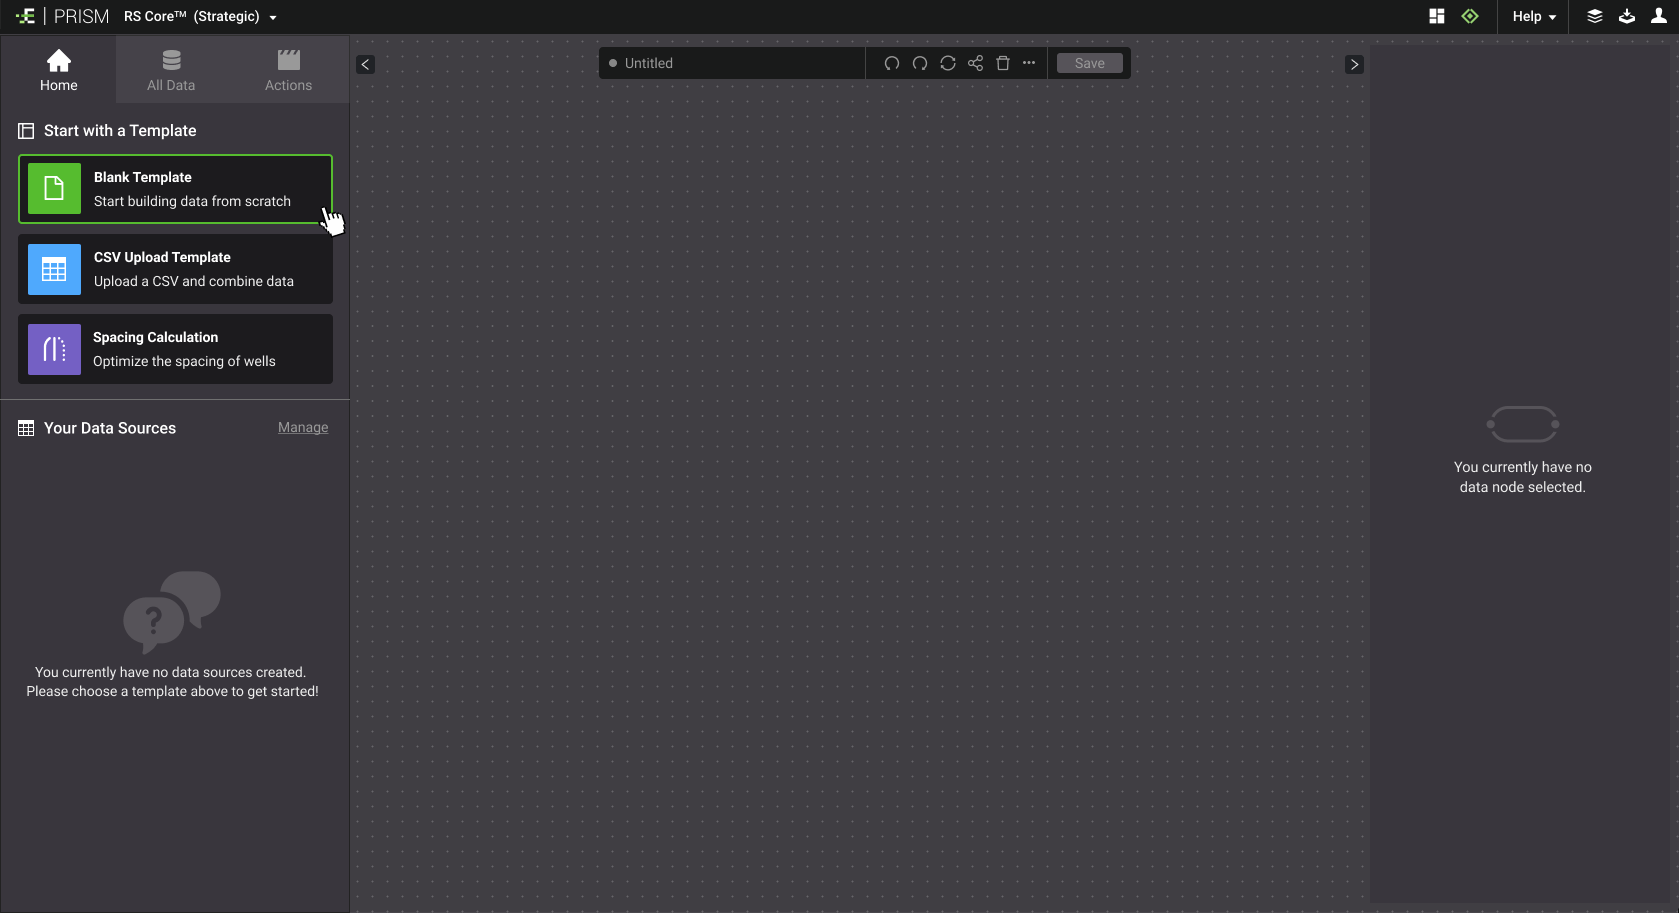 PRISM RS Core™ (Strategic)
Help
Home
All Data
Actions
Untitled
Save
Start with a Template
Blank Template
Start building data from scratch
CSV Upload Template
Upload a CSV and combine data
Spacing Calculation
Optimize the spacing of wells
Your Data Sources
Manage
?
You currently have no data sources created.
Please choose a template above to get started!
You currently have no
data node selected.